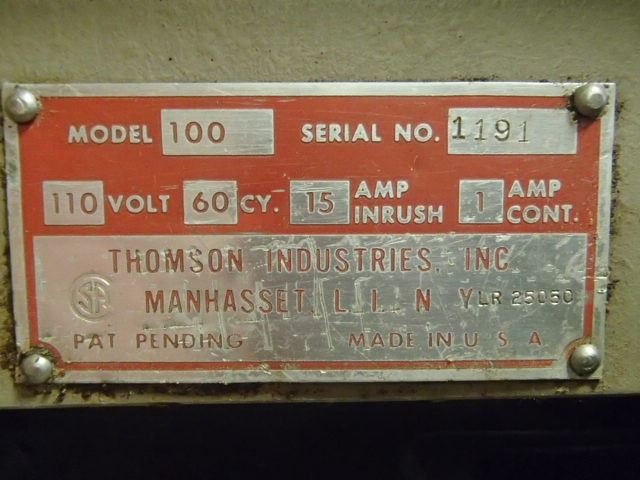 MODEL 100 SERIAL NO. 1191
110 VOLT 60 CY. 15 AMP INRUSH 1 AMP CONT.
THOMSON INDUSTRIES, INC
MANHASSET, L. I. N Y LR 25050
PAT PENDING MADE IN U S A